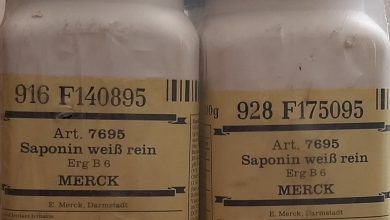 916 F140895
Art. 7695
Saponin weiß rein
Erg B 6
MERCK
E. Merck, Darmstadt
00g
928 F175095
Art. 7695
Saponin weiß rein
Erg B 6
MERCK
E. Merck, Darmstadt